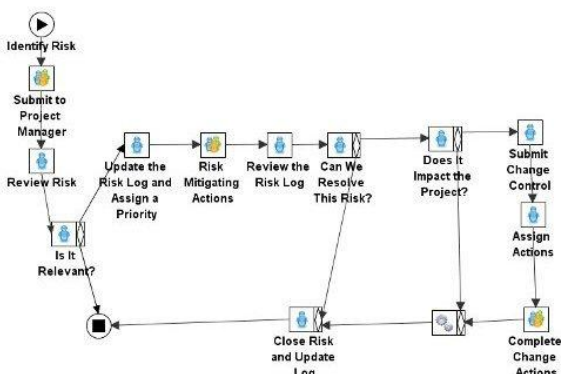 Identify Risk
Submit to
Project
Manager
Review Risk
Is It
Relevant?
Update the
Risk Log and
Assign a
Priority
Risk
Mitigating
Actions
Review the
Risk Log
Can We
Resolve
This Risk?
Does It
Impact the
Project?
Submit
Change
Control
Assign
Actions
Complete
Change
Actions
Close Risk
and Update
Log